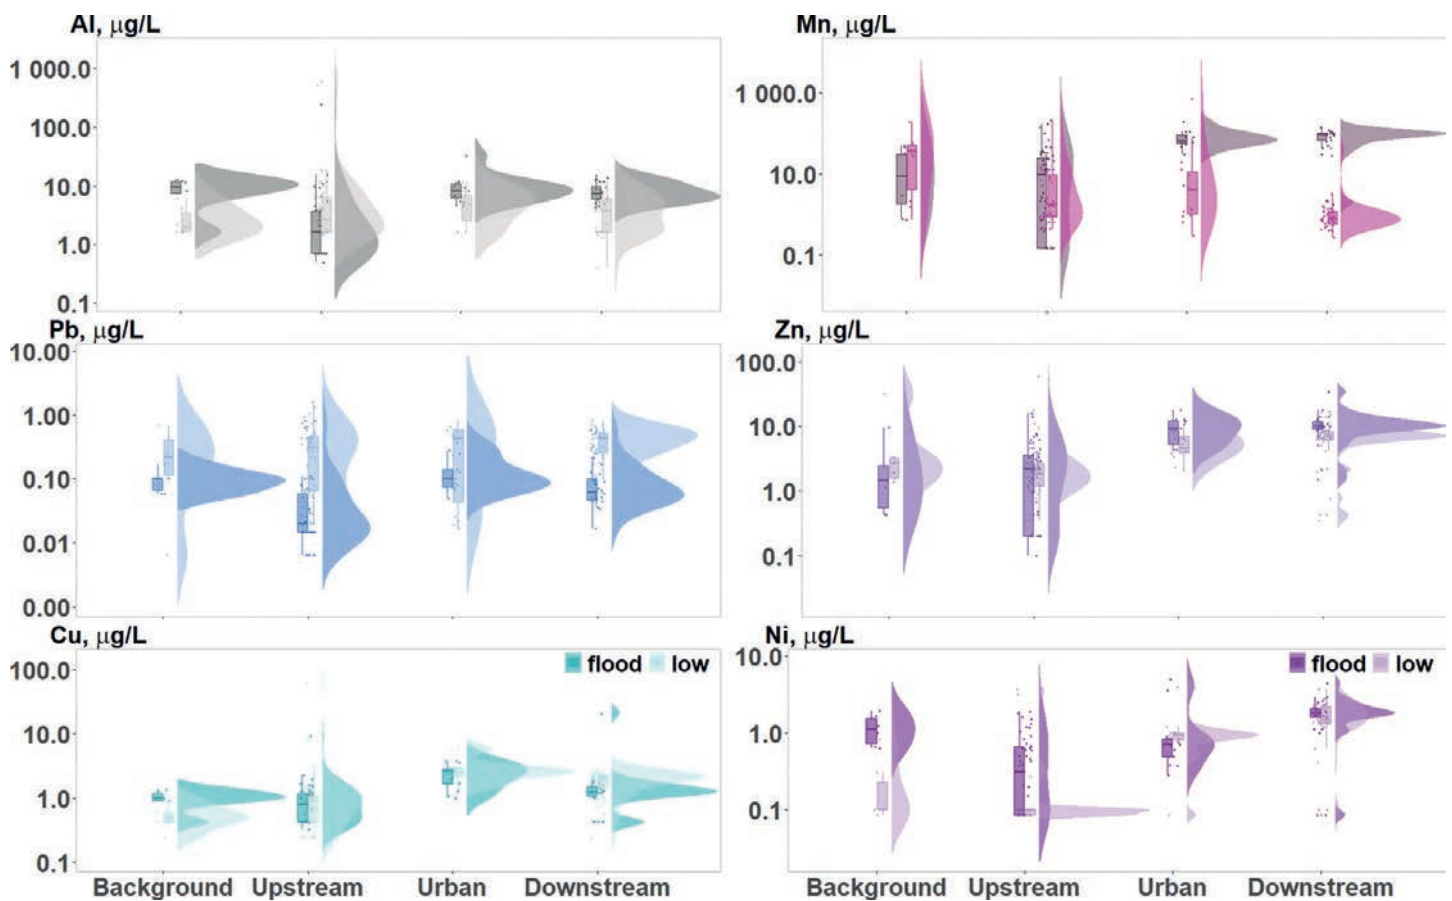 Al, μg/L
Mn, μg/L
1 000.0
100.0
10.0
1.0
0.1
1 000.0
10.0
0.1
Pb, μg/L
Zn, μg/L
10.00
1.00
0.10
0.01
0.00
100.0
10.0
1.0
0.1
Cu, μg/L
Ni, μg/L
100.0
10.0
1.0
0.1
flood low
10.0
1.0
0.1
flood low
Background Upstream Urban Downstream
Background Upstream Urban Downstream